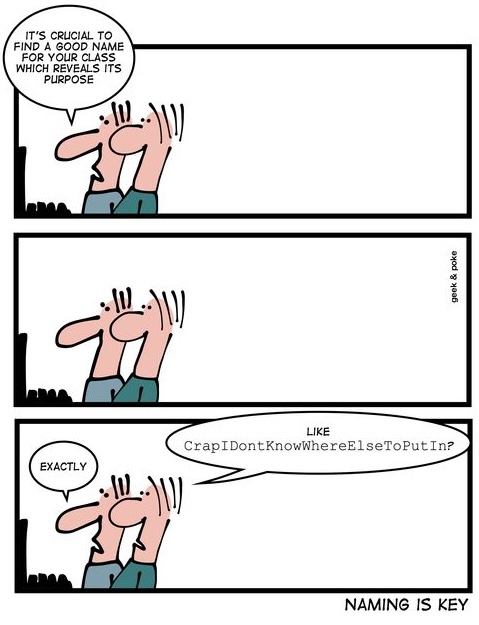 IT'S CRUCIAL TO
FIND A GOOD NAME
FOR YOUR CLASS
WHICH REVEALS ITS
PURPOSE
geek & poke
LIKE
CrapIDontKnowWhereElseToPutIn?
EXACTLY
NAMING IS KEY